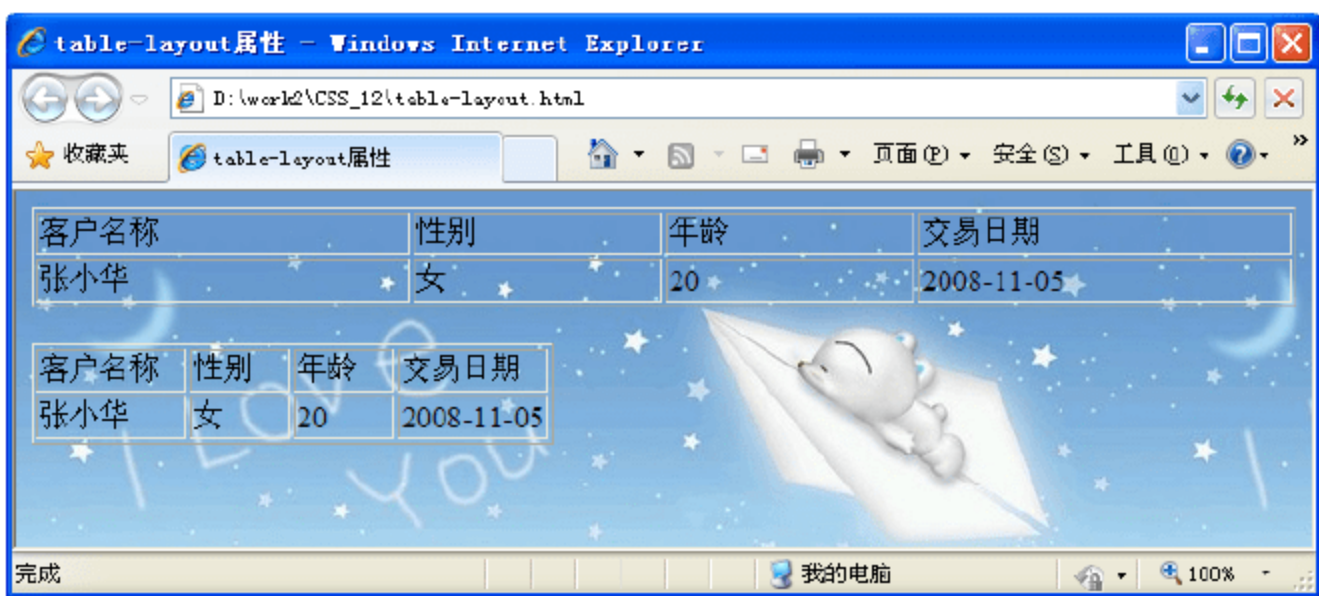 table-layout属性 - Windows Internet Explorer
D:\work2\CSS_12\table-layout.html
收藏夹 table-layout属性 页面(P) 安全(S) 工具(O) »
客户名称 性别 年龄 交易日期
张小华 女 20 2008-11-05
客户名称 性别 年龄 交易日期
张小华 女 20 2008-11-05
I Love You
完成 我的电脑 100%